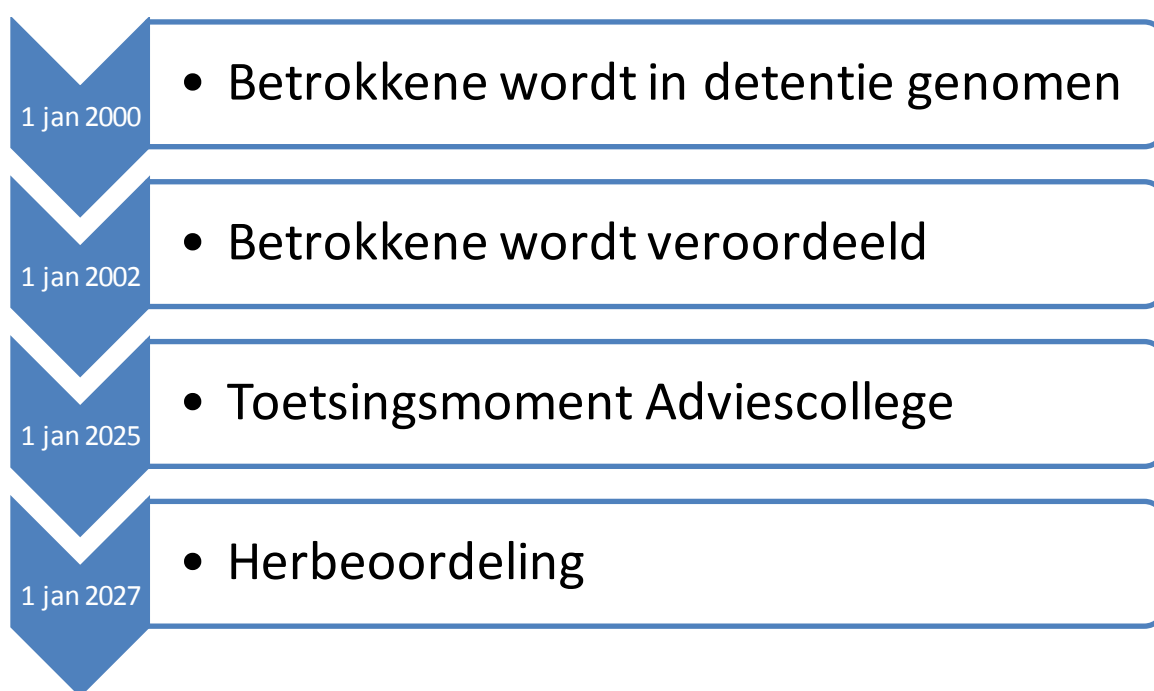 1 jan 2000
• Betrokkene wordt in detentie genomen
1 jan 2002
• Betrokkene wordt veroordeeld
1 jan 2025
• Toetsingsmoment Adviescollege
1 jan 2027
• Herbeoordeling